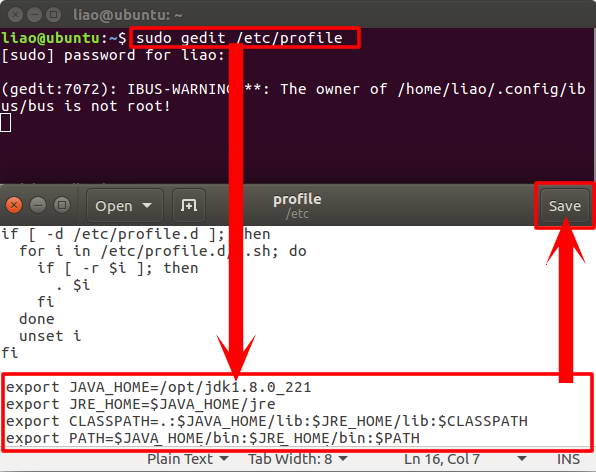 liao@ubuntu: ~
liao@ubuntu:~$ sudo gedit /etc/profile
[sudo] password for liao:
(gedit:7072): IBUS-WARNING **: The owner of /home/liao/.config/ib
us/bus is not root!
Open
profile
/etc
Save
if [ -d /etc/profile.d ]; then
  for i in /etc/profile.d/ .sh; do
    if [ -r $i ]; then
      . $i
    fi
  done
  unset i
fi
export JAVA_HOME=/opt/jdk1.8.0_221
export JRE_HOME=$JAVA_HOME/jre
export CLASSPATH=.:$JAVA_HOME/lib:$JRE_HOME/lib:$CLASSPATH
export PATH=$JAVA_HOME/bin:$JRE_HOME/bin:$PATH
Plain Text Tab Width: 8 Ln 16, Col 7 INS